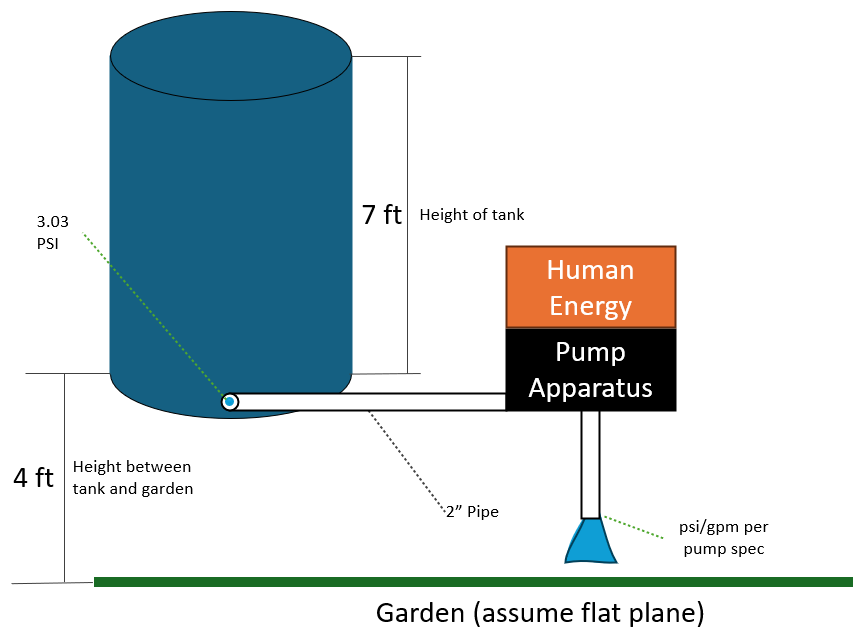 3.03
PSI
7 ft
Height of tank
Human
Energy
Pump
Apparatus
4 ft
Height between
tank and garden
2” Pipe
psi/gpm per
pump spec
Garden (assume flat plane)